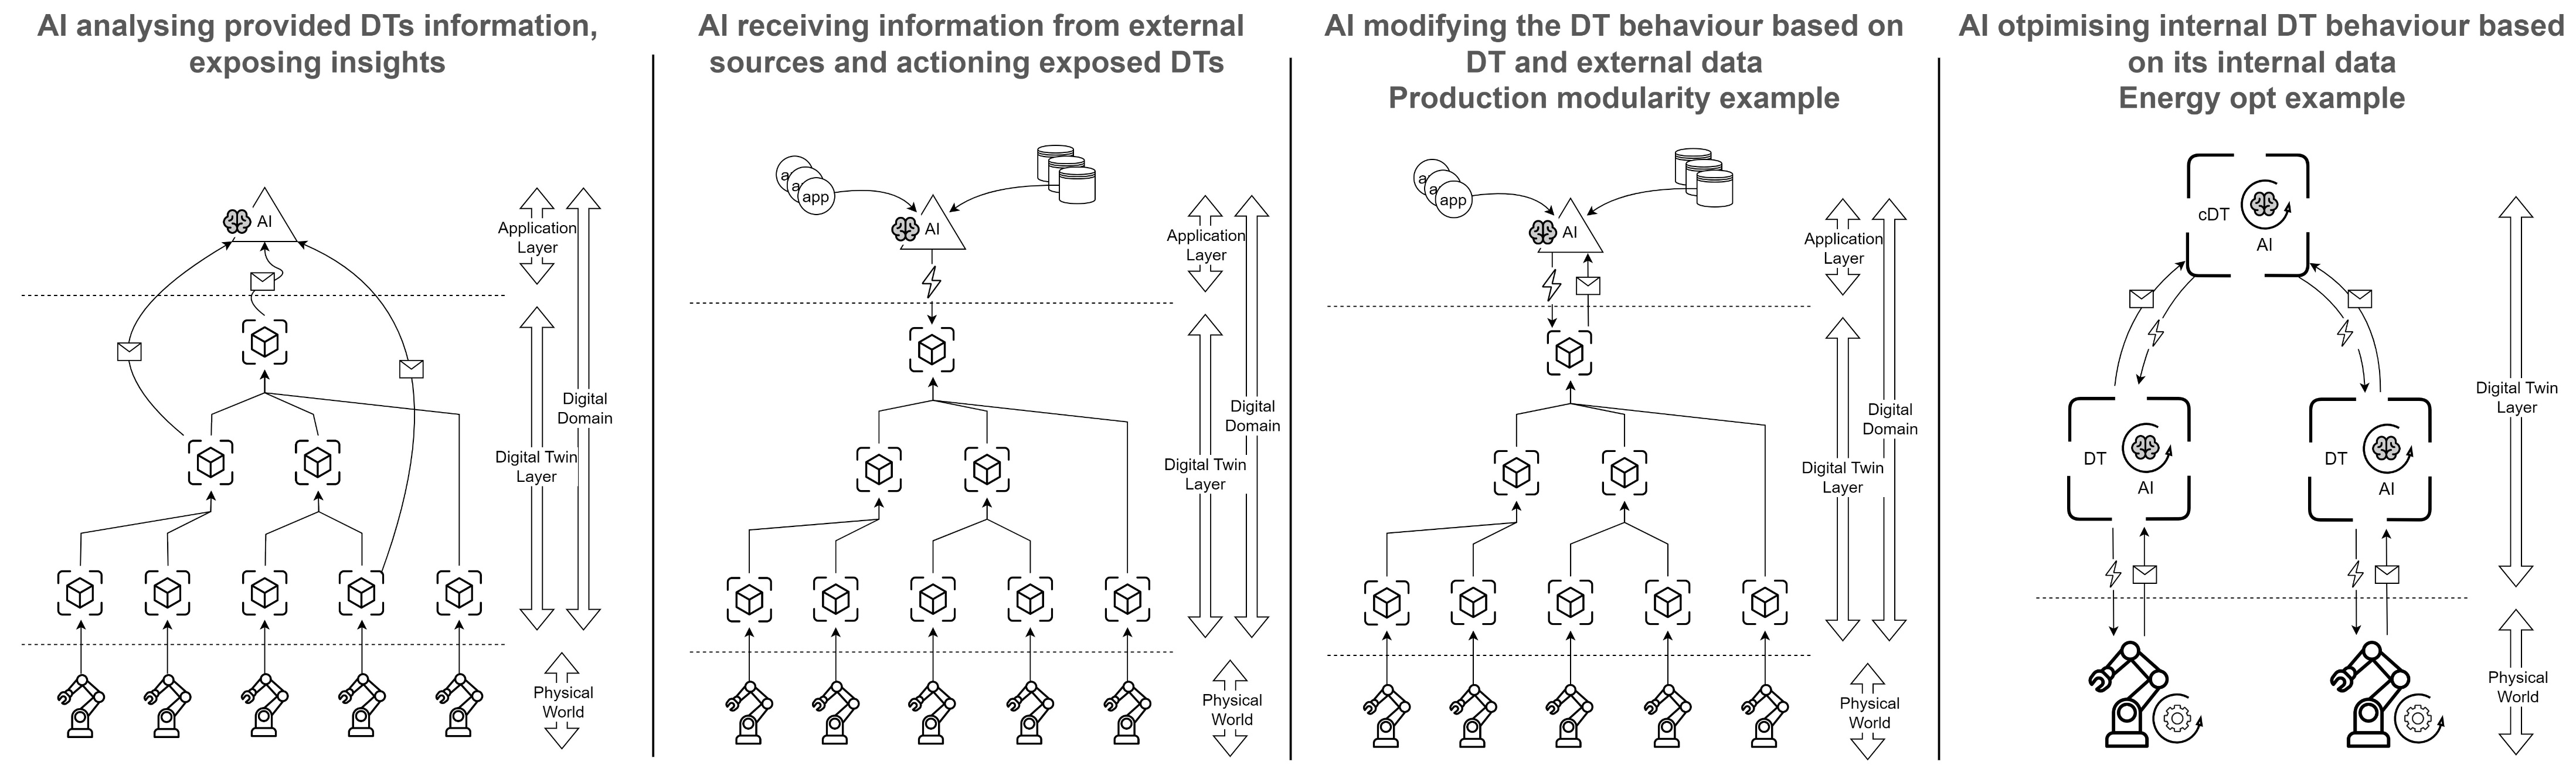 AI analysing provided DTs information,
exposing insights
AI
Application
Layer
Digital
Domain
Digital Twin
Layer
Physical
World
AI receiving information from external
sources and actioning exposed DTs
a
a
app
AI
Application
Layer
Digital
Domain
Digital Twin
Layer
Physical
World
AI modifying the DT behaviour based on
DT and external data
Production modularity example
a
a
app
AI
Application
Layer
Digital
Domain
Digital Twin
Layer
Physical
World
AI otpimising internal DT behaviour based
on its internal data
Energy opt example
cDT
AI
DT
AI
DT
AI
Digital Twin
Layer
Physical
World